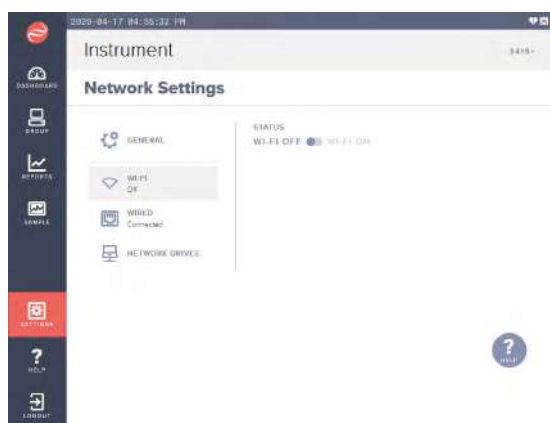 2020-04-17 04:55:32 PM
Instrument
Network Settings
DASHBOARD
GROUP
REPORTS
SAMPLE
SETTINGS
? HELP
LOGOUT
GENERAL
WI-FI
Off
WIRED
Connected
NETWORK DRIVES
STATUS
WI-FI OFF WI-FI ON
? HELP